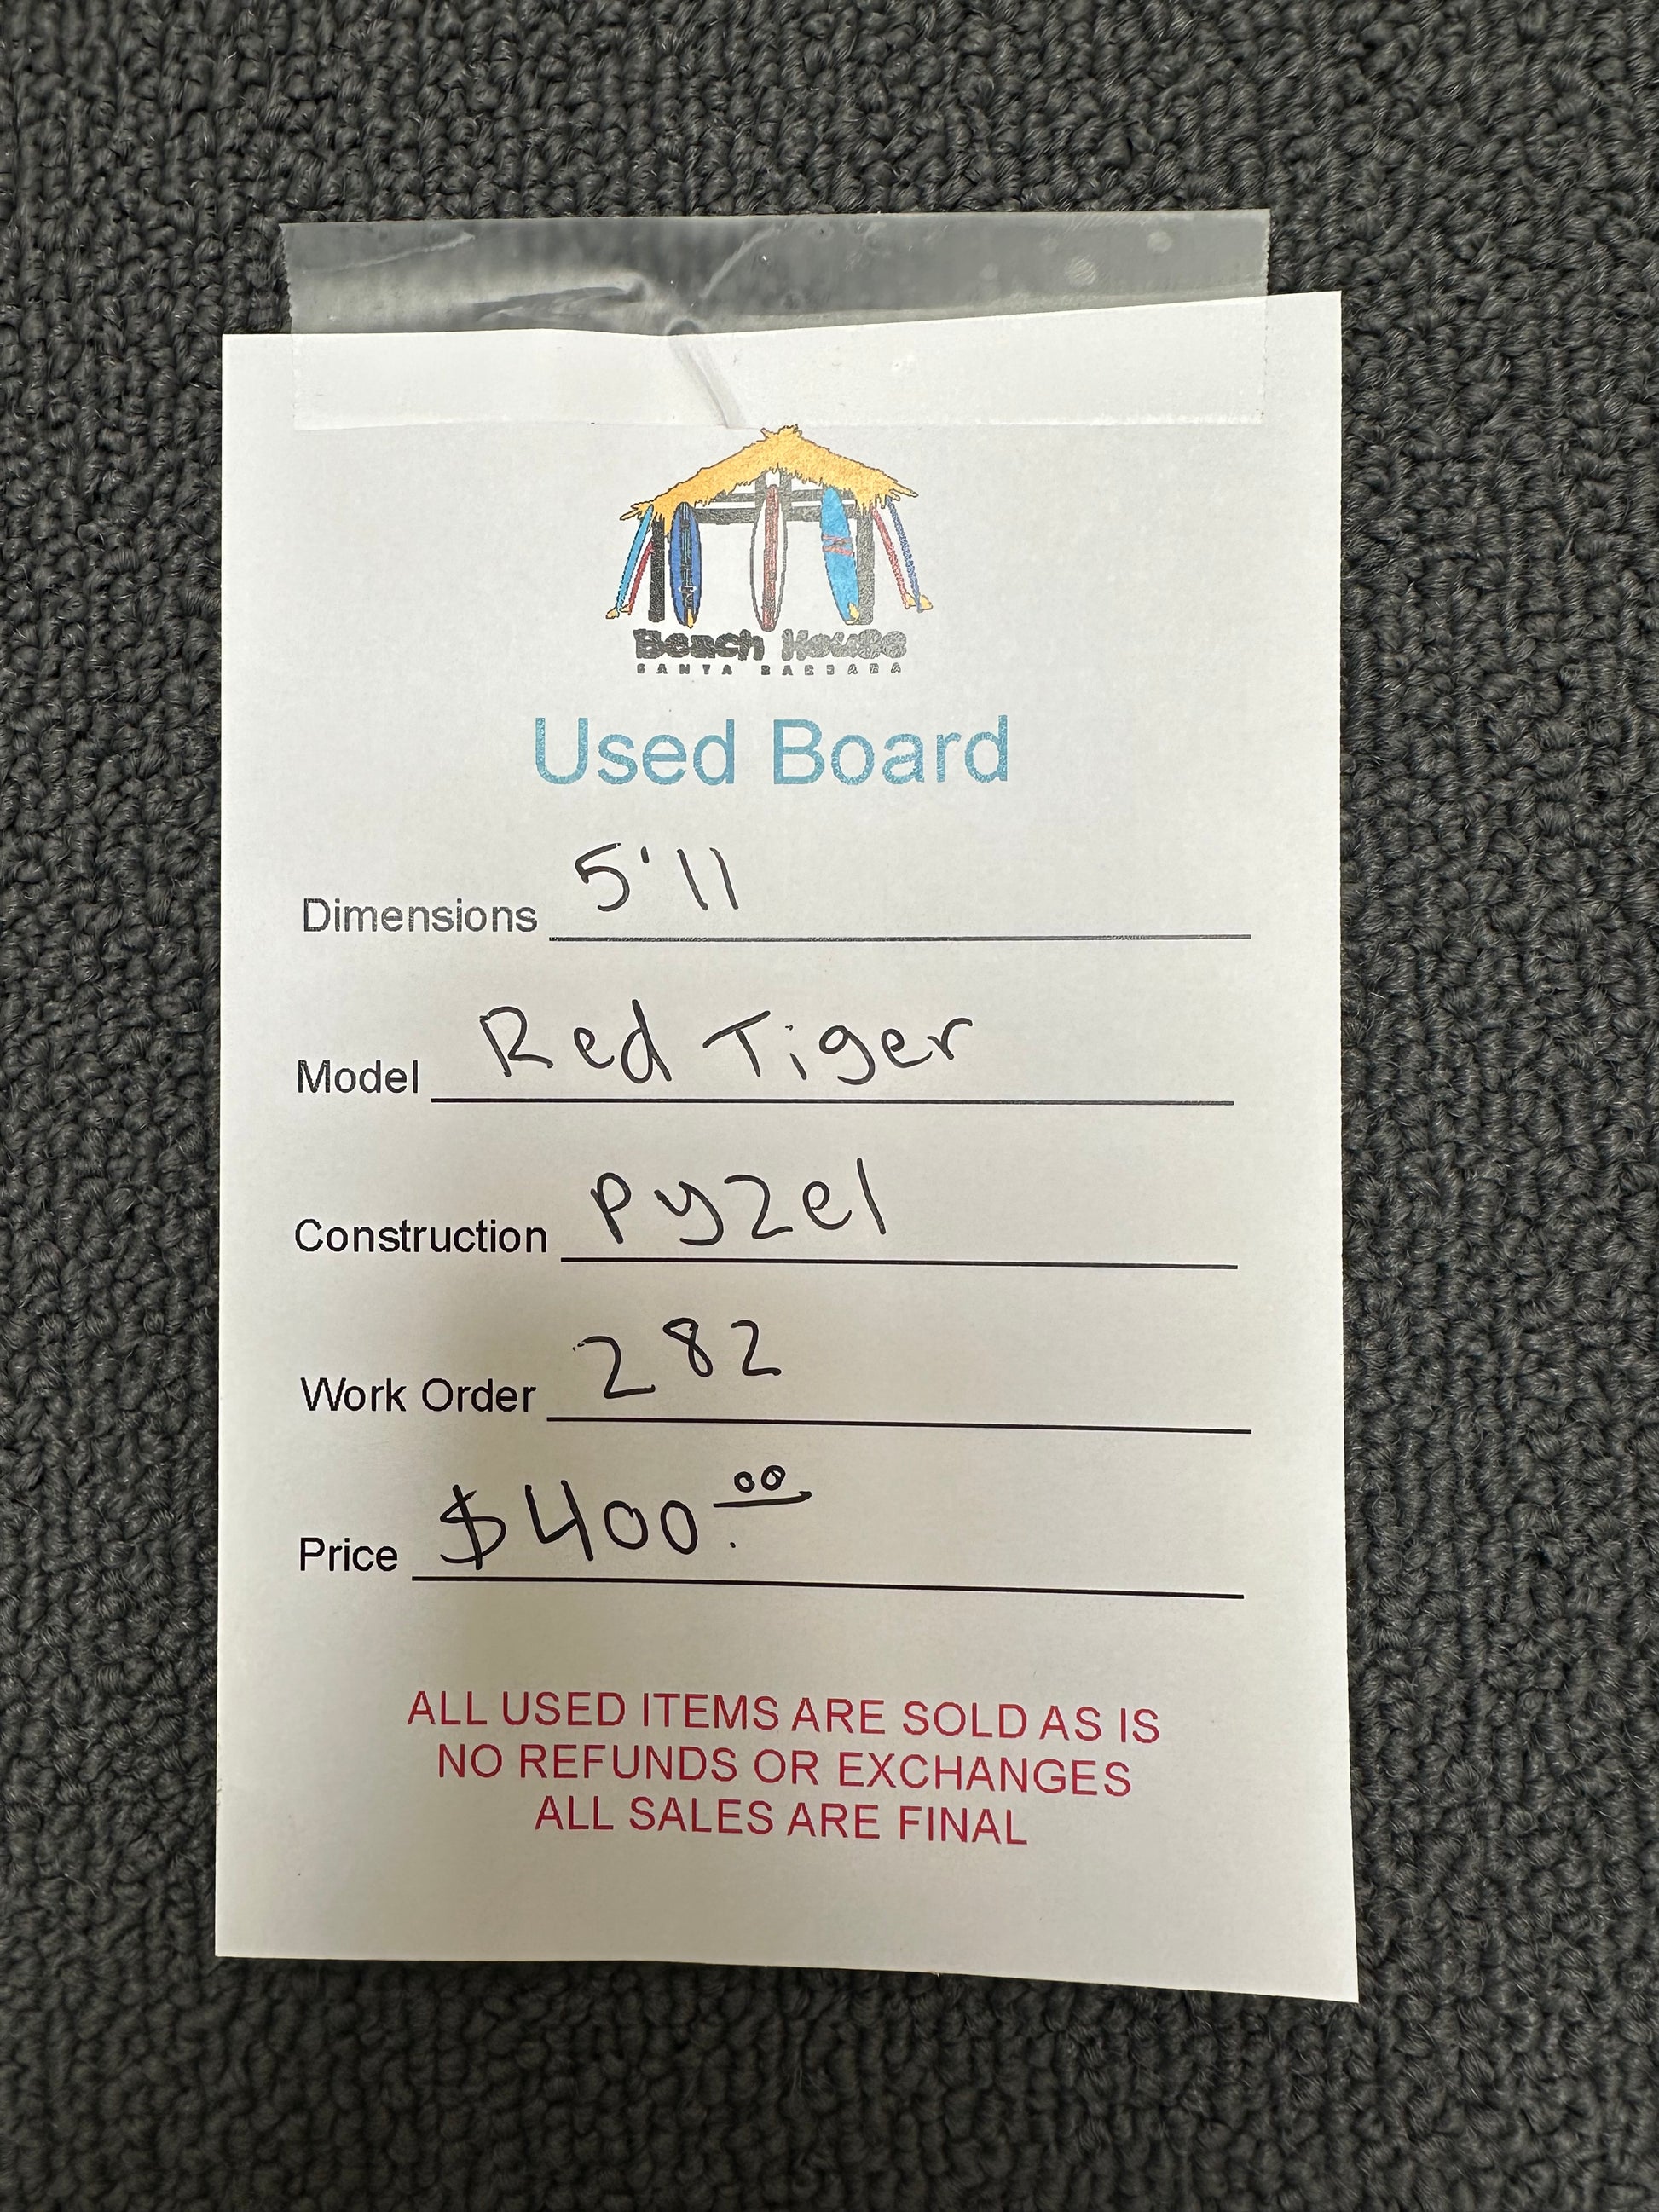 Beach House
SANTA BARBARA
Used Board
Dimensions 5'11
Model Red Tiger
Construction Pyzel
Work Order 282
Price $400.00
ALL USED ITEMS ARE SOLD AS IS
NO REFUNDS OR EXCHANGES
ALL SALES ARE FINAL